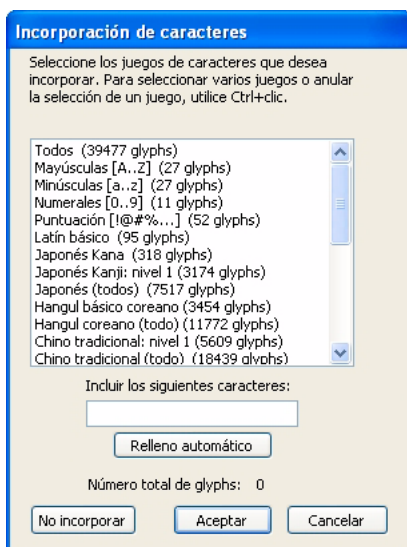 Incorporación de caracteres
Seleccione los juegos de caracteres que desea
incorporar. Para seleccionar varios juegos o anular
la selección de un juego, utilice Ctrl+clic.
Todos (39477 glyphs)
Mayúsculas [A..Z] (27 glyphs)
Minúsculas [a..z] (27 glyphs)
Numerales [0..9] (11 glyphs)
Puntuación [!@#%...] (52 glyphs)
Latín básico (95 glyphs)
Japonés Kana (318 glyphs)
Japonés Kanji: nivel 1 (3174 glyphs)
Japonés (todos) (7517 glyphs)
Hangul básico coreano (3454 glyphs)
Hangul coreano (todo) (11772 glyphs)
Chino tradicional: nivel 1 (5609 glyphs)
Chino tradicional (todo) (18439 glyphs)
Incluir los siguientes caracteres:
Relleno automático
Número total de glyphs: 0
No incorporar Aceptar Cancelar